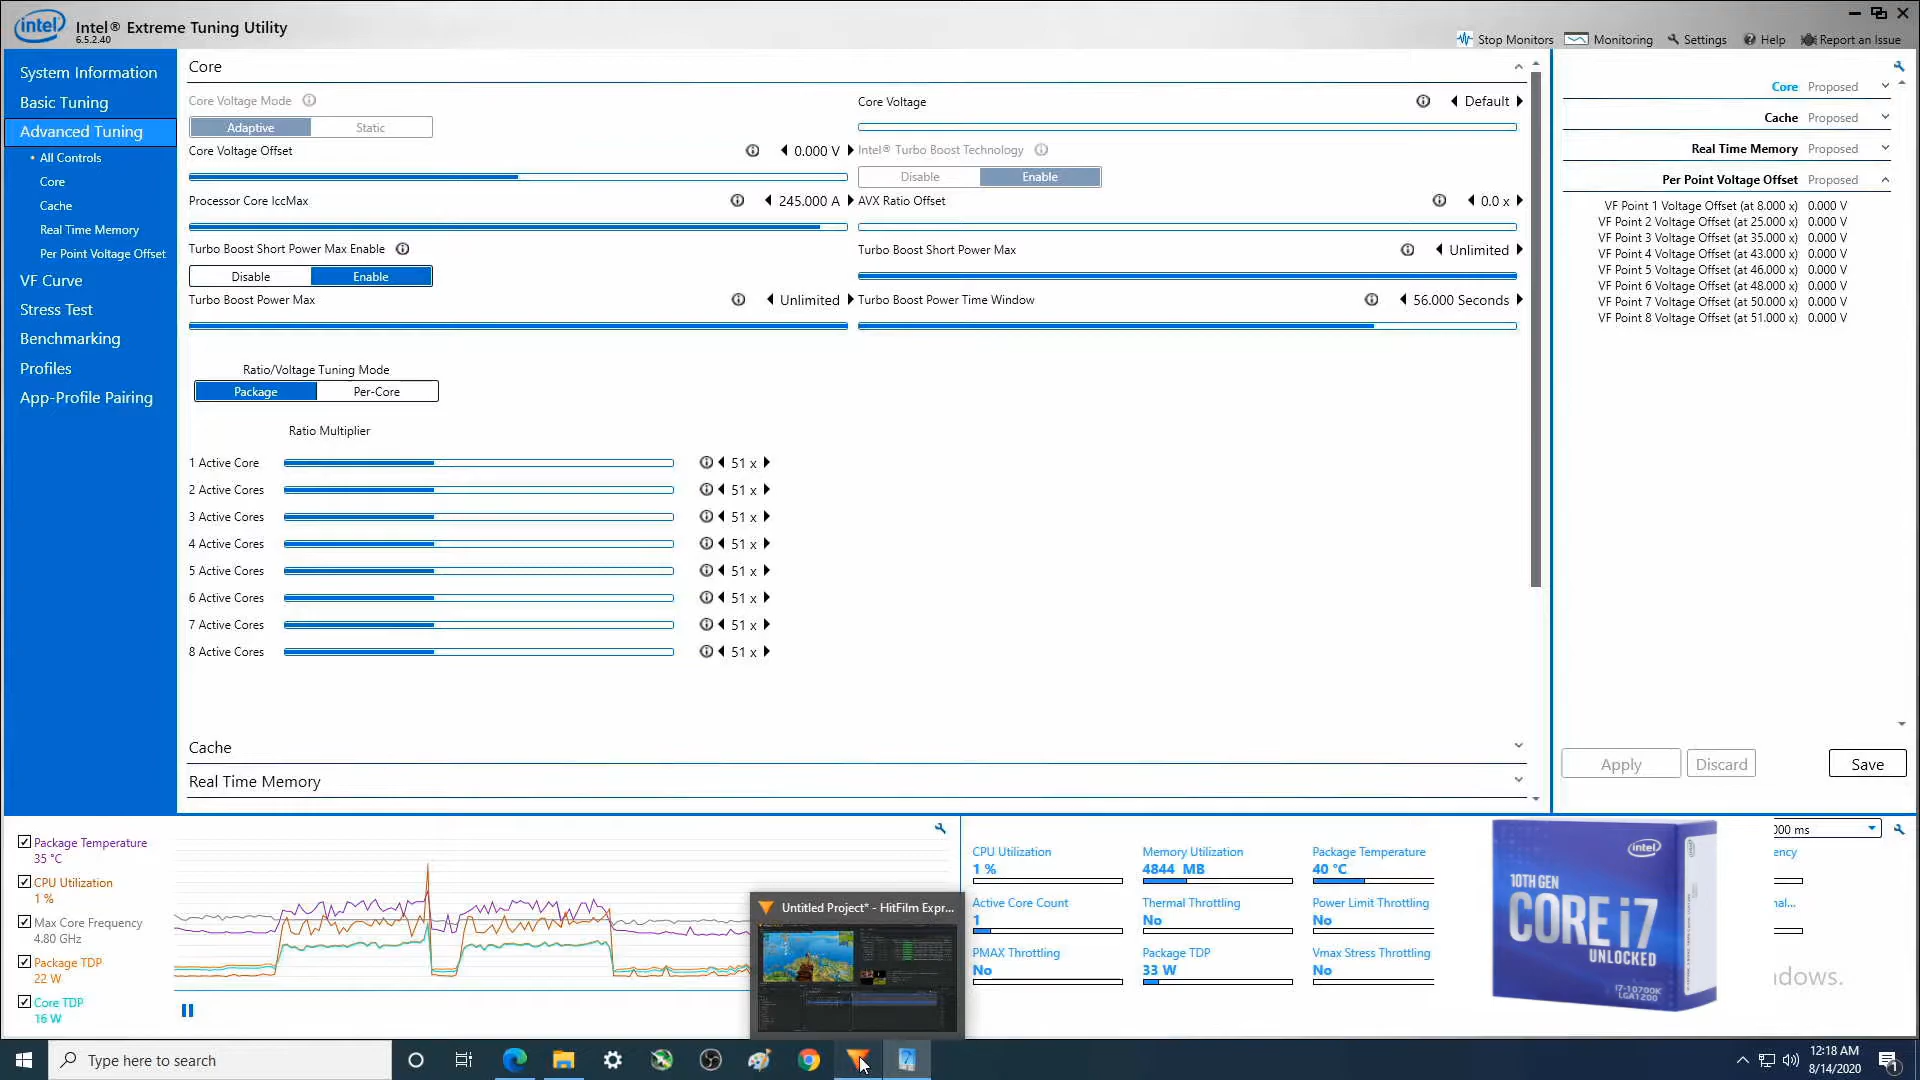 intel
Intel® Extreme Tuning Utility
6.5.2.40
Stop Monitors
Monitoring
Settings
Help
Report an Issue
System Information
Basic Tuning
Advanced Tuning
• All Controls
Core
Cache
Real Time Memory
Per Point Voltage Offset
VF Curve
Stress Test
Benchmarking
Profiles
App-Profile Pairing
Core
Core Voltage Mode
Adaptive
Static
Core Voltage
Default
Core Voltage Offset
0.000 V
Intel® Turbo Boost Technology
Disable
Enable
Processor Core IccMax
245.000 A
AVX Ratio Offset
0.0 x
Turbo Boost Short Power Max Enable
Disable
Enable
Turbo Boost Short Power Max
Unlimited
Turbo Boost Power Max
Unlimited
Turbo Boost Power Time Window
56.000 Seconds
Ratio/Voltage Tuning Mode
Package
Per-Core
Ratio Multiplier
1 Active Core 51 x
2 Active Cores 51 x
3 Active Cores 51 x
4 Active Cores 51 x
5 Active Cores 51 x
6 Active Cores 51 x
7 Active Cores 51 x
8 Active Cores 51 x
Cache
Real Time Memory
Core Proposed
Cache Proposed
Real Time Memory Proposed
Per Point Voltage Offset Proposed
VF Point 1 Voltage Offset (at 8.000 x) 0.000 V
VF Point 2 Voltage Offset (at 25.000 x) 0.000 V
VF Point 3 Voltage Offset (at 35.000 x) 0.000 V
VF Point 4 Voltage Offset (at 43.000 x) 0.000 V
VF Point 5 Voltage Offset (at 46.000 x) 0.000 V
VF Point 6 Voltage Offset (at 48.000 x) 0.000 V
VF Point 7 Voltage Offset (at 50.000 x) 0.000 V
VF Point 8 Voltage Offset (at 51.000 x) 0.000 V
Apply
Discard
Save
Package Temperature
35 °C
CPU Utilization
1 %
Max Core Frequency
4.80 GHz
Package TDP
22 W
Core TDP
16 W
Untitled Project* - HitFilm Expr...
CPU Utilization
1 %
Memory Utilization
4844 MB
Package Temperature
40 °C
Active Core Count
1
Thermal Throttling
No
Power Limit Throttling
No
PMAX Throttling
No
Package TDP
33 W
Vmax Stress Throttling
No
000 ms
ency
nal...
dows.
intel
10TH GEN
CORE i7
UNLOCKED
i7-10700K
LGA1200
Type here to search
12:18 AM
8/14/2020
1